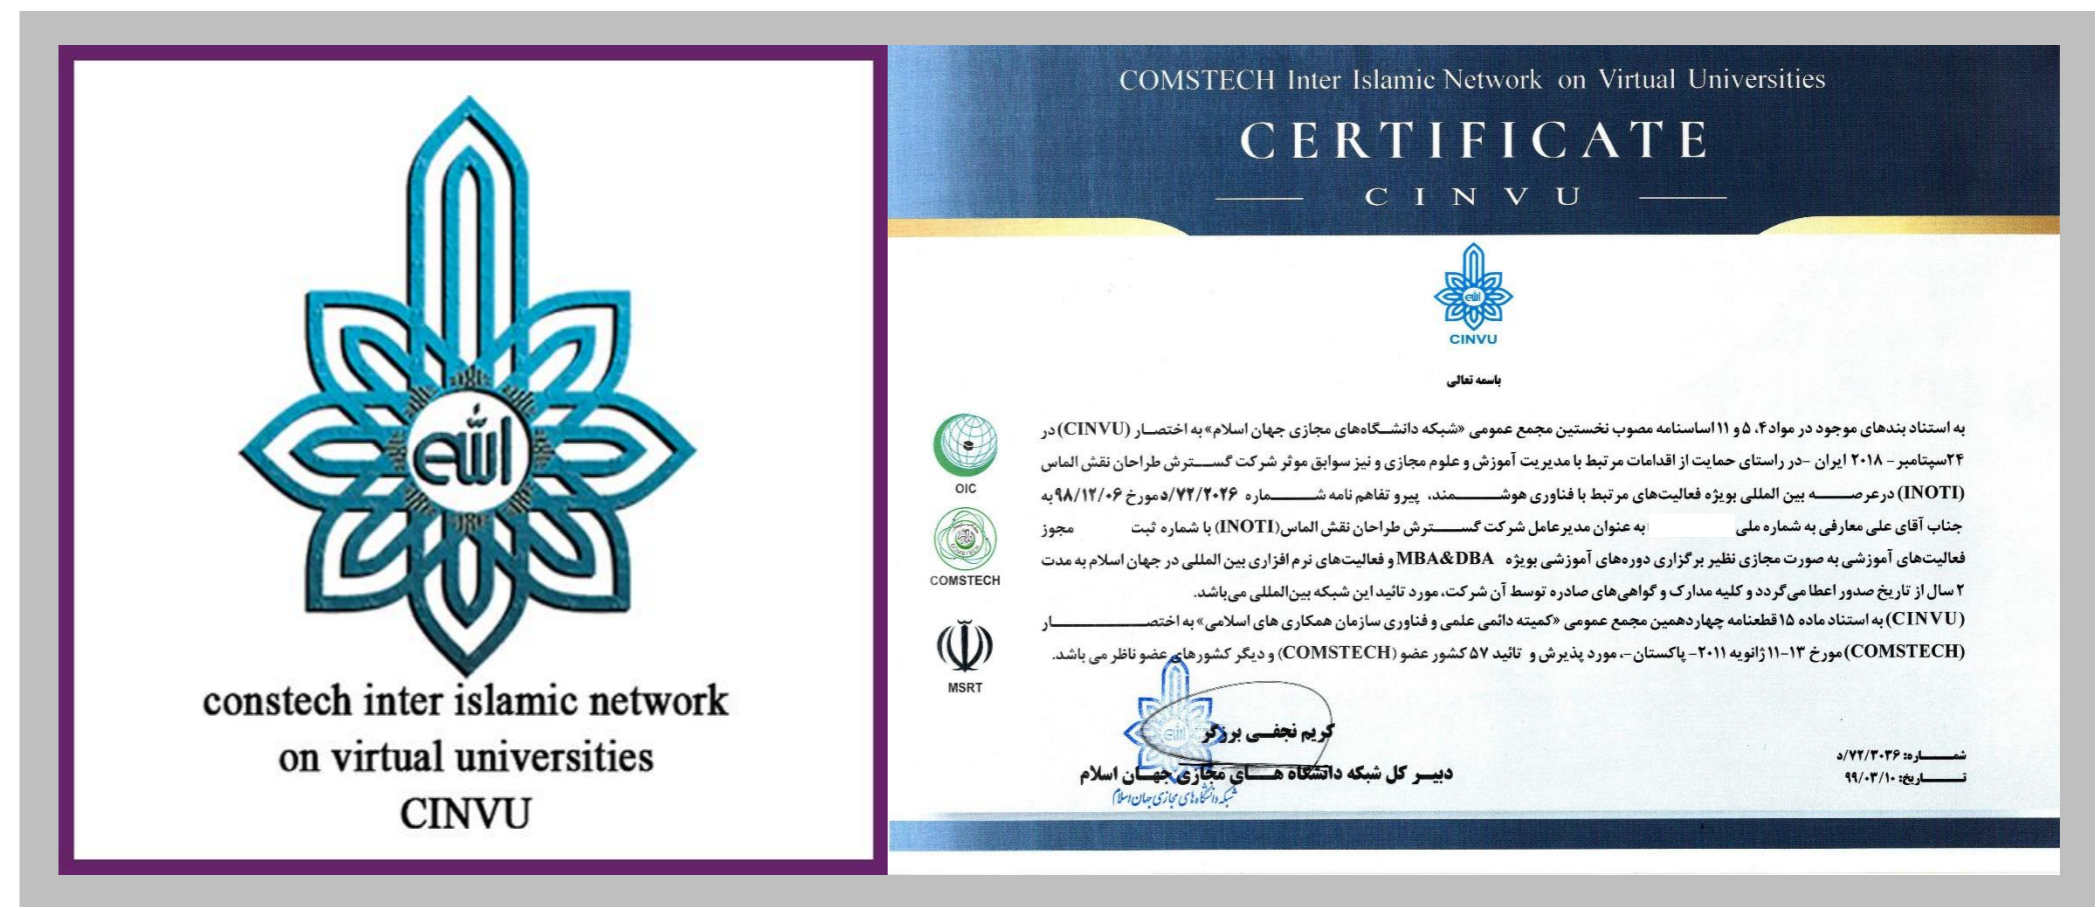 constech inter islamic network
on virtual universities
CINVU
COMSTECH Inter Islamic Network on Virtual Universities
CERTIFICATE
CINVU
الله
CINVU
باسمه تعالی
به استناد بندهای موجود در مواد ۴، ۵ و ۱۱ اساسنامه مصوب نخستین مجمع عمومی «شبکه دانشگاه‌های مجازی جهان اسلام» به اختصار (CINVU) در
۲۴سپتامبر - ۲۰۱۸ ایران -در راستای حمایت از اقدامات مرتبط با مدیریت آموزش و علوم مجازی و نیز سوابق موثر شرکت گسترش طراحان نقش الماس
(INOTI) درعرصه بین المللی بویژه فعالیت‌های مرتبط با فناوری هوشمند، پیرو تفاهم نامه شماره ۷۲/۲۰۲۶/د مورخ ۹۸/۱۲/۰۶ به
جناب آقای علی معارفی به شماره ملی به عنوان مدیرعامل شرکت گسترش طراحان نقش الماس(INOTI) با شماره ثبت مجوز
فعالیت‌های آموزشی به صورت مجازی نظیر برگزاری دوره‌های آموزشی بویژه MBA&DBA و فعالیت‌های نرم افزاری بین المللی در جهان اسلام به مدت
۲ سال از تاریخ صدور اعطا می‌گردد و کلیه مدارک و گواهی‌های صادره توسط آن شرکت، مورد تائید این شبکه بین‌المللی می‌باشد.
(CINVU) به استناد ماده ۱۵ قطعنامه چهاردهمین مجمع عمومی «کمیته دائمی علمی و فناوری سازمان همکاری های اسلامی» به اختصار
(COMSTECH) مورخ ۱۳-۱۱ ژانویه ۲۰۱۱- پاکستان-، مورد پذیرش و تائید ۵۷ کشور عضو (COMSTECH) و دیگر کشورهای عضو ناظر می باشد.
OIC
COMSTECH
MSRT
کریم نجفی برزگر
دبیر کل شبکه دانشگاه های مجازی جهان اسلام
شبکه دانشگاه‌های مجازی جهان اسلام
شماره: ۷۲/۳۰۳۶/د
تاریخ: ۹۹/۰۳/۱۰